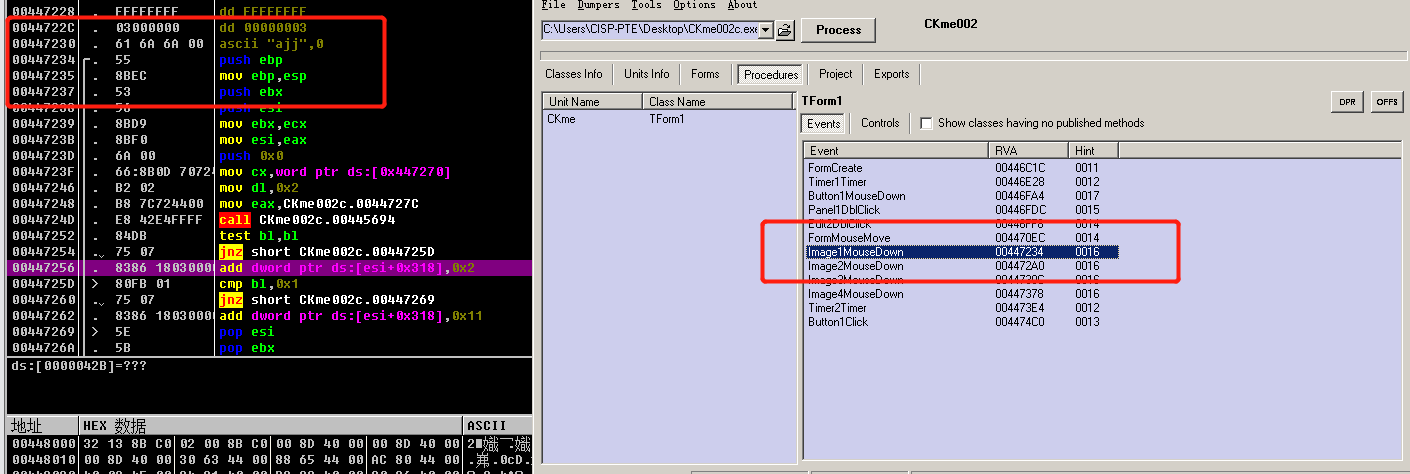 00447228 . FFFFFFFF dd FFFFFFFF
0044722C . 03000000 dd 00000003
00447230 . 61 6A 6A 00 ascii "ajj",0
00447234 . 55 push ebp
00447235 . 8BEC mov ebp,esp
00447237 . 53 push ebx
00447238 . 56 push esi
00447239 . 8BD9 mov ebx,ecx
0044723B . 8BF0 mov esi,eax
0044723D . 6A 00 push 0x0
0044723F . 66:8B0D 7072 mov cx,word ptr ds:[0x447270]
00447246 . B2 02 mov dl,0x2
00447248 . B8 7C724400 mov eax,CKme002c.0044727C
0044724D . E8 42E4FFFF call CKme002c.00445694
00447252 . 84DB test bl,bl
00447254 . 75 07 jnz short CKme002c.0044725D
00447256 . 8386 1803000 add dword ptr ds:[esi+0x318],0x2
0044725D > 80FB 01 cmp bl,0x1
00447260 . 75 07 jnz short CKme002c.00447269
00447262 . 8386 1803000 add dword ptr ds:[esi+0x318],0x11
00447269 > 5E pop esi
0044726A . 5B pop ebx
ds:[0000042B]=???
地址 HEX 数据 ASCII
00448000 32 13 8B C0 02 00 8B C0 00 8D 40 00 00 8D 40 00
00448010 00 8D 40 00 30 63 44 00 88 65 44 00 AC 80 44 00
File Dumpers Tools Options About
C:\Users\CISP-PTE\Desktop\CKme002c.exe
Process
CKme002
Classes Info Units Info Forms Procedures Project Exports
Unit Name Class Name
CKme TForm1
TForm1
DPR OFFS
Events Controls Show classes having no published methods
Event RVA Hint
FormCreate 00446C1C 0011
Timer1Timer 00446E28 0012
Button1MouseDown 00446FA4 0017
Panel1DblClick 00446FDC 0015
Edit2DblClick 00446FF8 0014
FormMouseMove 004470EC 0014
Image1MouseDown 00447234 0016
Image2MouseDown 004472A0 0016
Image3MouseDown 0044730C 0016
Image4MouseDown 00447378 0016
Timer2Timer 004473E4 0012
Button1Click 004474C0 0013